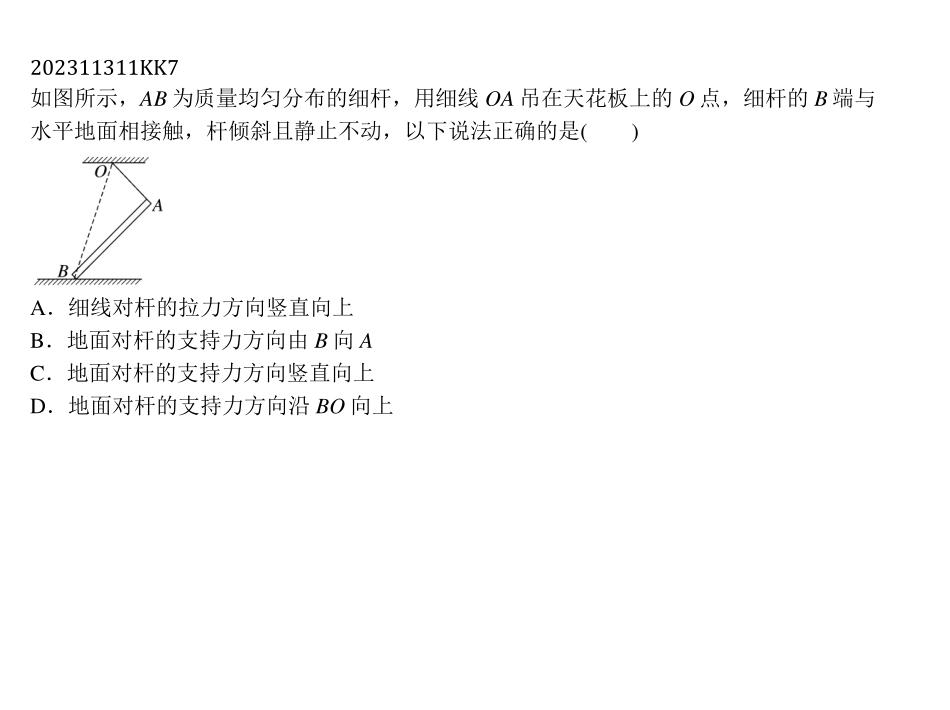 202311311KK7
如图所示，AB 为质量均匀分布的细杆，用细线 OA 吊在天花板上的 O 点，细杆的 B 端与
水平地面相接触，杆倾斜且静止不动，以下说法正确的是(　　)
O
A
B
A．细线对杆的拉力方向竖直向上
B．地面对杆的支持力方向由 B 向 A
C．地面对杆的支持力方向竖直向上
D．地面对杆的支持力方向沿 BO 向上